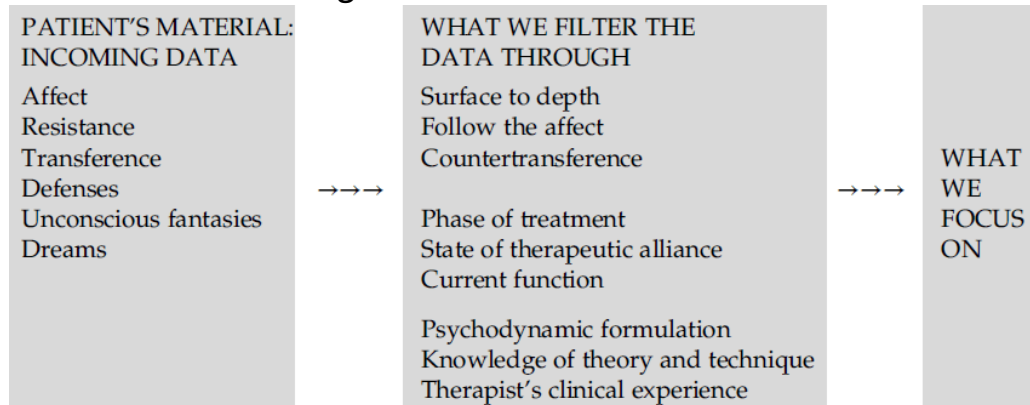 PATIENT'S MATERIAL:
INCOMING DATA
Affect
Resistance
Transference
Defenses
Unconscious fantasies
Dreams
→→→
WHAT WE FILTER THE
DATA THROUGH
Surface to depth
Follow the affect
Countertransference
Phase of treatment
State of therapeutic alliance
Current function
Psychodynamic formulation
Knowledge of theory and technique
Therapist's clinical experience
→→→
WHAT
WE
FOCUS
ON